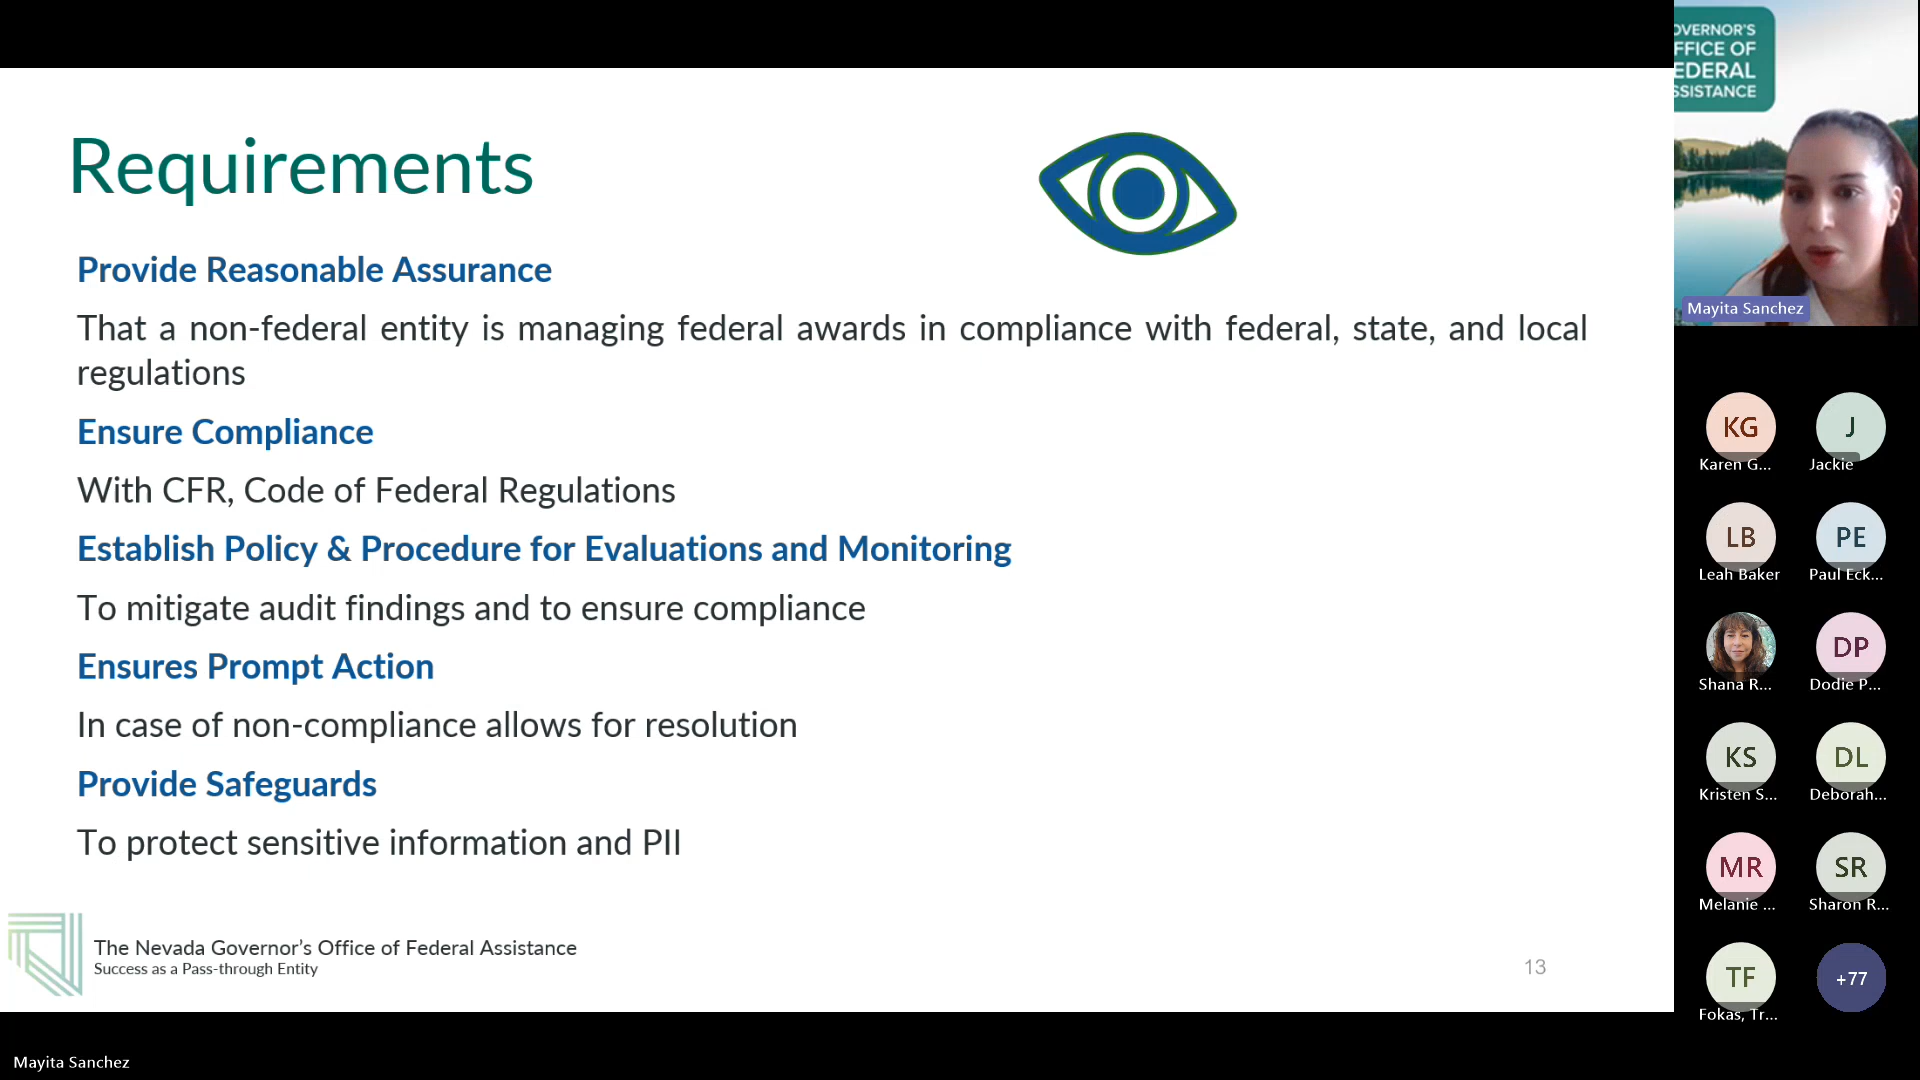 Requirements
Provide Reasonable Assurance
That a non-federal entity is managing federal awards in compliance with federal, state, and local
regulations
Ensure Compliance
With CFR, Code of Federal Regulations
Establish Policy & Procedure for Evaluations and Monitoring
To mitigate audit findings and to ensure compliance
Ensures Prompt Action
In case of non-compliance allows for resolution
Provide Safeguards
To protect sensitive information and PII
The Nevada Governor's Office of Federal Assistance
Success as a Pass-through Entity
13
OVERNOR'S
FFICE OF
EDERAL
SSISTANCE
Mayita Sanchez
KG
Karen G...
J
Jackie
LB
Leah Baker
PE
Paul Eck...
Shana R...
DP
Dodie P...
KS
Kristen S...
DL
Deborah...
MR
Melanie ...
SR
Sharon R...
TF
Fokas, Tr...
+77
Mayita Sanchez